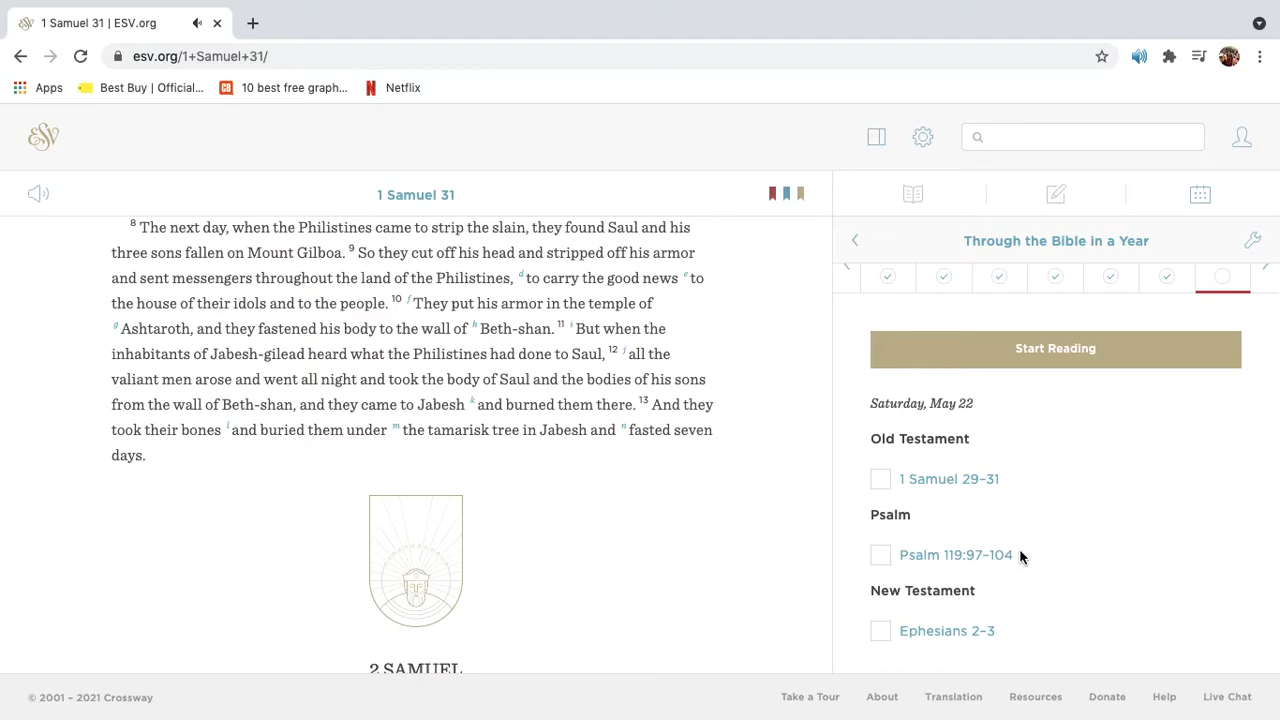 1 Samuel 31 | ESV.org
esv.org/1+Samuel+31/
Apps
Best Buy | Official...
10 best free graph...
Netflix
ESV
1 Samuel 31
8 The next day, when the Philistines came to strip the slain, they found Saul and his
three sons fallen on Mount Gilboa. 9 So they cut off his head and stripped off his armor
and sent messengers throughout the land of the Philistines, d to carry the good news e to
the house of their idols and to the people. 10 f They put his armor in the temple of
g Ashtaroth, and they fastened his body to the wall of h Beth-shan. 11 i But when the
inhabitants of Jabesh-gilead heard what the Philistines had done to Saul, 12 j all the
valiant men arose and went all night and took the body of Saul and the bodies of his sons
from the wall of Beth-shan, and they came to Jabesh k and burned them there. 13 And they
took their bones l and buried them under m the tamarisk tree in Jabesh and n fasted seven
days.
2 SAMUEL
Through the Bible in a Year
Start Reading
Saturday, May 22
Old Testament
1 Samuel 29–31
Psalm
Psalm 119:97–104
New Testament
Ephesians 2–3
© 2001 – 2021 Crossway
Take a Tour
About
Translation
Resources
Donate
Help
Live Chat